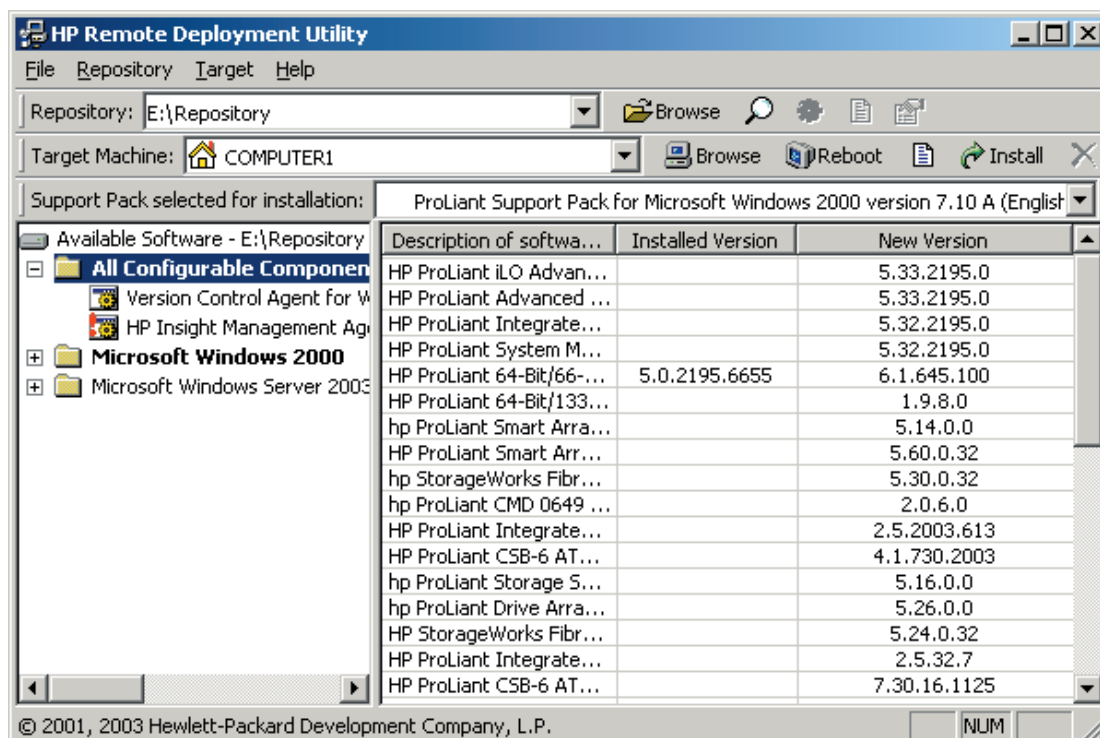 HP Remote Deployment Utility
File Repository Target Help
Repository: E:\Repository Browse
Target Machine: COMPUTER1 Browse Reboot Install
Support Pack selected for installation: ProLiant Support Pack for Microsoft Windows 2000 version 7.10 A (English
Available Software - E:\Repository
All Configurable Componen
Version Control Agent for W
HP Insight Management Ag
Microsoft Windows 2000
Microsoft Windows Server 2003
Description of softwa... Installed Version New Version
HP ProLiant iLO Advan... 5.33.2195.0
HP ProLiant Advanced ... 5.33.2195.0
HP ProLiant Integrate... 5.32.2195.0
HP ProLiant System M... 5.32.2195.0
HP ProLiant 64-Bit/66-... 5.0.2195.6655 6.1.645.100
HP ProLiant 64-Bit/133... 1.9.8.0
hp ProLiant Smart Arra... 5.14.0.0
HP ProLiant Smart Arr... 5.60.0.32
hp StorageWorks Fibr... 5.30.0.32
hp ProLiant CMD 0649 ... 2.0.6.0
HP ProLiant Integrate... 2.5.2003.613
HP ProLiant CSB-6 AT... 4.1.730.2003
hp ProLiant Storage S... 5.16.0.0
hp ProLiant Drive Arra... 5.26.0.0
HP StorageWorks Fibr... 5.24.0.32
HP ProLiant Integrate... 2.5.32.7
HP ProLiant CSB-6 AT... 7.30.16.1125
© 2001, 2003 Hewlett-Packard Development Company, L.P. NUM